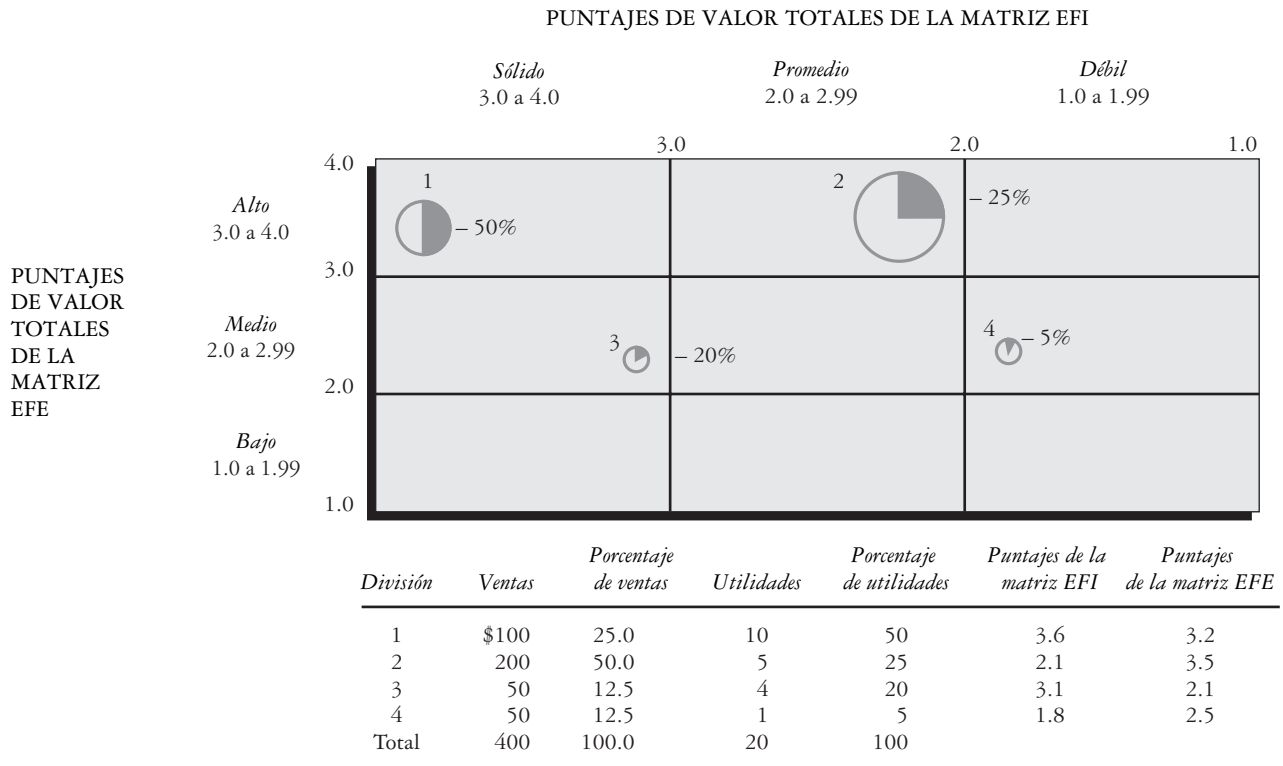 PUNTAJES DE VALOR TOTALES DE LA MATRIZ EFI
Sólido Promedio Débil
3.0 a 4.0 2.0 a 2.99 1.0 a 1.99
3.0 2.0 1.0
4.0
1 2
Alto
3.0 a 4.0
– 50% – 25%
3.0
PUNTAJES
DE VALOR
TOTALES
DE LA
MATRIZ
EFE
Medio
2.0 a 2.99
3 – 20% 4 – 5%
2.0
Bajo
1.0 a 1.99
1.0
Porcentaje Porcentaje Puntajes de la Puntajes
División Ventas de ventas Utilidades de utilidades matriz EFI de la matriz EFE
1 $100 25.0 10 50 3.6 3.2
2 200 50.0 5 25 2.1 3.5
3 50 12.5 4 20 3.1 2.1
4 50 12.5 1 5 1.8 2.5
Total 400 100.0 20 100